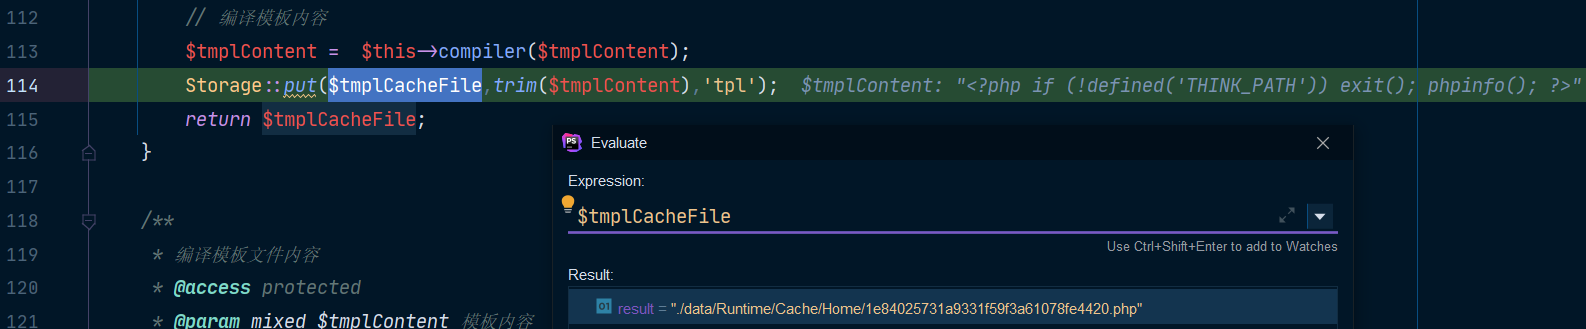 112 // 编译模板内容
113 $tmplContent = $this->compiler($tmplContent);
114 Storage::put($tmplCacheFile,trim($tmplContent),'tpl'); $tmplContent: "<?php if (!defined('THINK_PATH')) exit(); phpinfo(); ?>"
115 return $tmplCacheFile;
116 }
117
118 /**
119 * 编译模板文件内容
120 * @access protected
121 * @param mixed $tmplContent 模板内容
PS Evaluate
Expression:
$tmplCacheFile
Use Ctrl+Shift+Enter to add to Watches
Result:
01 result = "./data/Runtime/Cache/Home/1e84025731a9331f59f3a61078fe4420.php"